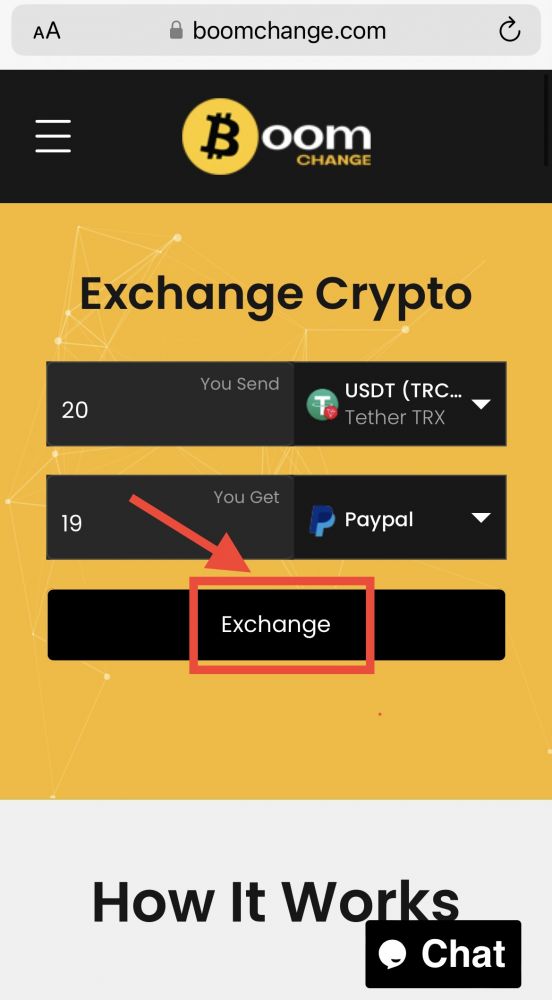 AA
boomchange.com
Boom
CHANGE
Exchange Crypto
You Send
20
USDT (TRC...
Tether TRX
You Get
19
Paypal
Exchange
How It Works
Chat